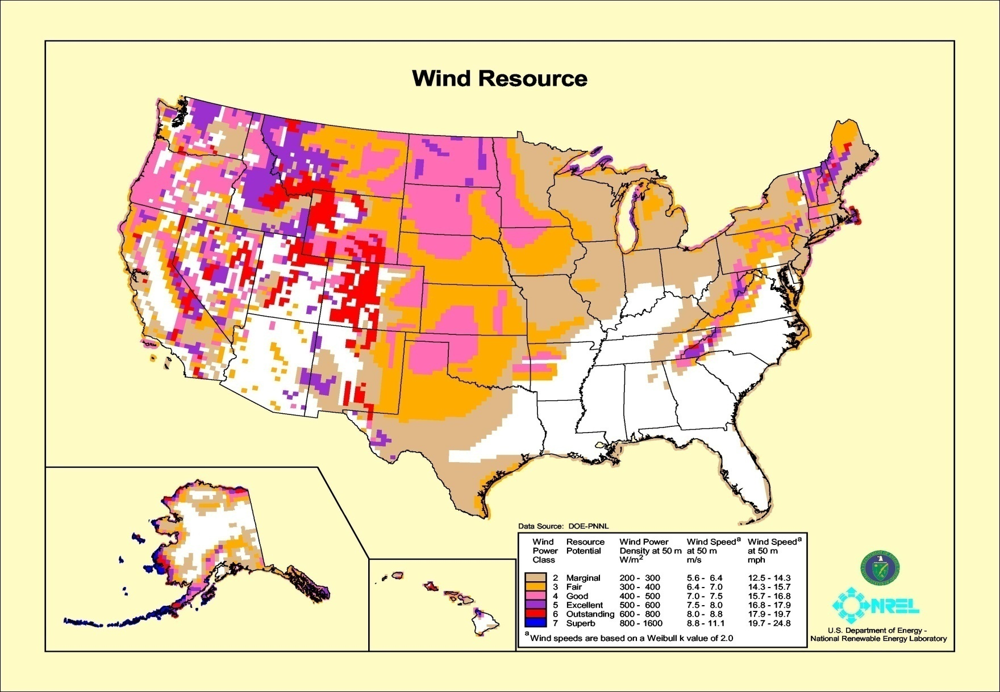 Wind Resource
Data Source: DOE-PNNL
Wind Power Class Resource Potential Wind Power Density at 50 m W/m2 Wind Speeda at 50 m m/s Wind Speeda at 50 m mph
2 Marginal 200 - 300 5.6 - 6.4 12.5 - 14.3
3 Fair 300 - 400 6.4 - 7.0 14.3 - 15.7
4 Good 400 - 500 7.0 - 7.5 15.7 - 16.8
5 Excellent 500 - 600 7.5 - 8.0 16.8 - 17.9
6 Outstanding 600 - 800 8.0 - 8.8 17.9 - 19.7
7 Superb 800 - 1600 8.8 - 11.1 19.7 - 24.8
a Wind speeds are based on a Weibull k value of 2.0
NREL
U.S. Department of Energy -
National Renewable Energy Laboratory